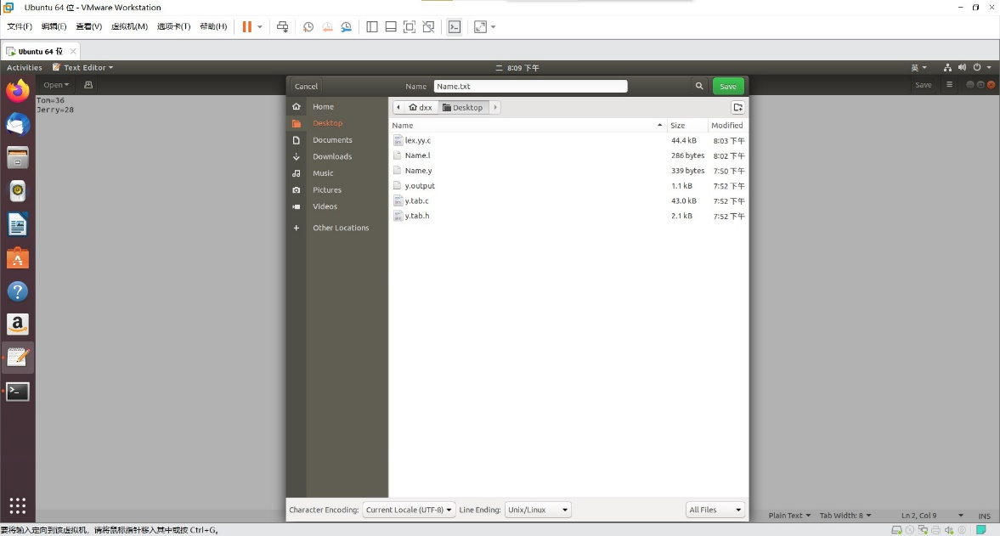 Ubuntu 64 位 - VMware Workstation
文件(F) 编辑(E) 查看(V) 虚拟机(M) 选项卡(T) 帮助(H)
Ubuntu 64 位
Activities Text Editor 二 8:09 下午 英
Open Save
Cancel Name Name.txt Save
Tom=36
Jerry=28
Home
Desktop
Documents
Downloads
Music
Pictures
Videos
Other Locations
dxx Desktop
Name Size Modified
lex.yy.c 44.4 kB 8:03 下午
Name.l 286 bytes 8:02 下午
Name.y 339 bytes 7:50 下午
y.output 1.1 kB 7:52 下午
y.tab.c 43.0 kB 7:52 下午
y.tab.h 2.1 kB 7:52 下午
Character Encoding: Current Locale (UTF-8) Line Ending: Unix/Linux All Files
Plain Text Tab Width: 8 Ln 2, Col 9 INS
要将输入定向到该虚拟机，请将鼠标指针移入其中或按 Ctrl+G。